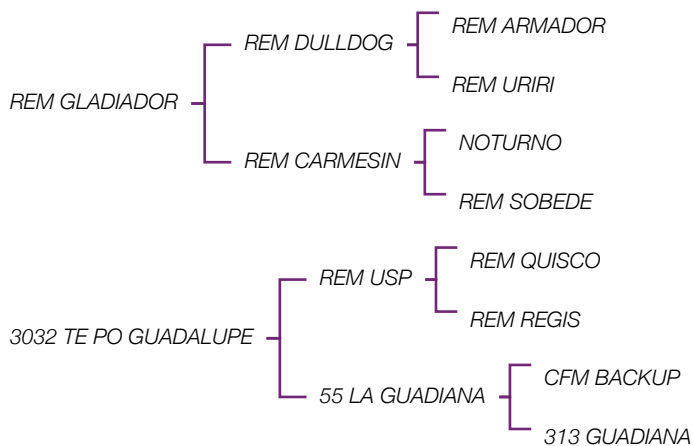 REM ARMADOR
REM DULLDOG
REM URIRI
REM GLADIADOR
NOTURNO
REM CARMESIN
REM SOBEDE
REM QUISCO
REM USP
REM REGIS
3032 TE PO GUADALUPE
CFM BACKUP
55 LA GUADIANA
313 GUADIANA